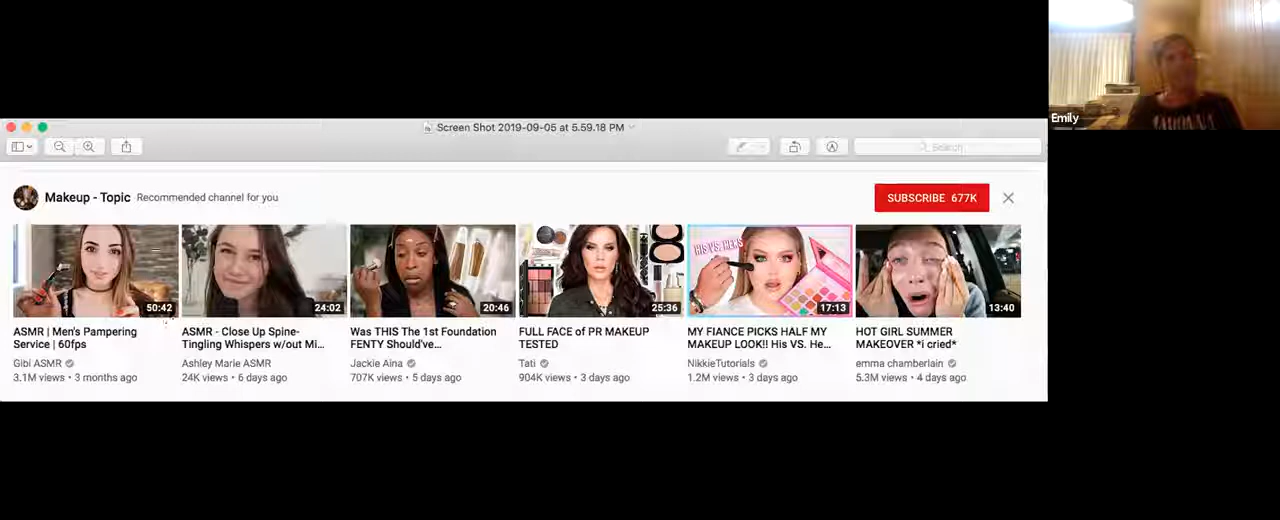 Emily
Screen Shot 2019-09-05 at 5.59.18 PM
Search
Makeup - Topic Recommended channel for you
SUBSCRIBE 677K
HIS VS. HERS
50:42
24:02
20:46
25:36
17:13
13:40
ASMR | Men's Pampering
Service | 60fps
Gibi ASMR
3.1M views • 3 months ago
ASMR - Close Up Spine-
Tingling Whispers w/out Mi...
Ashley Marie ASMR
24K views • 6 days ago
Was THIS The 1st Foundation
FENTY Should've...
Jackie Aina
707K views • 5 days ago
FULL FACE of PR MAKEUP
TESTED
Tati
904K views • 3 days ago
MY FIANCE PICKS HALF MY
MAKEUP LOOK!! His VS. He...
NikkieTutorials
1.2M views • 3 days ago
HOT GIRL SUMMER
MAKEOVER *i cried*
emma chamberlain
5.3M views • 4 days ago